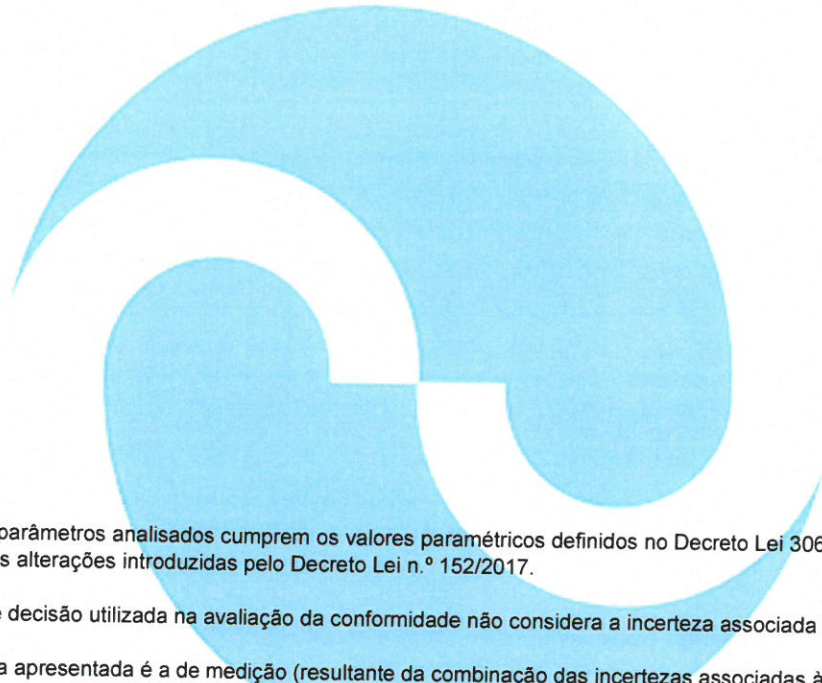 parâmetros analisados cumprem os valores paramétricos definidos no Decreto Lei 306
s alterações introduzidas pelo Decreto Lei n.º 152/2017.
e decisão utilizada na avaliação da conformidade não considera a incerteza associada
a apresentada é a de medição (resultante da combinação das incertezas associadas à